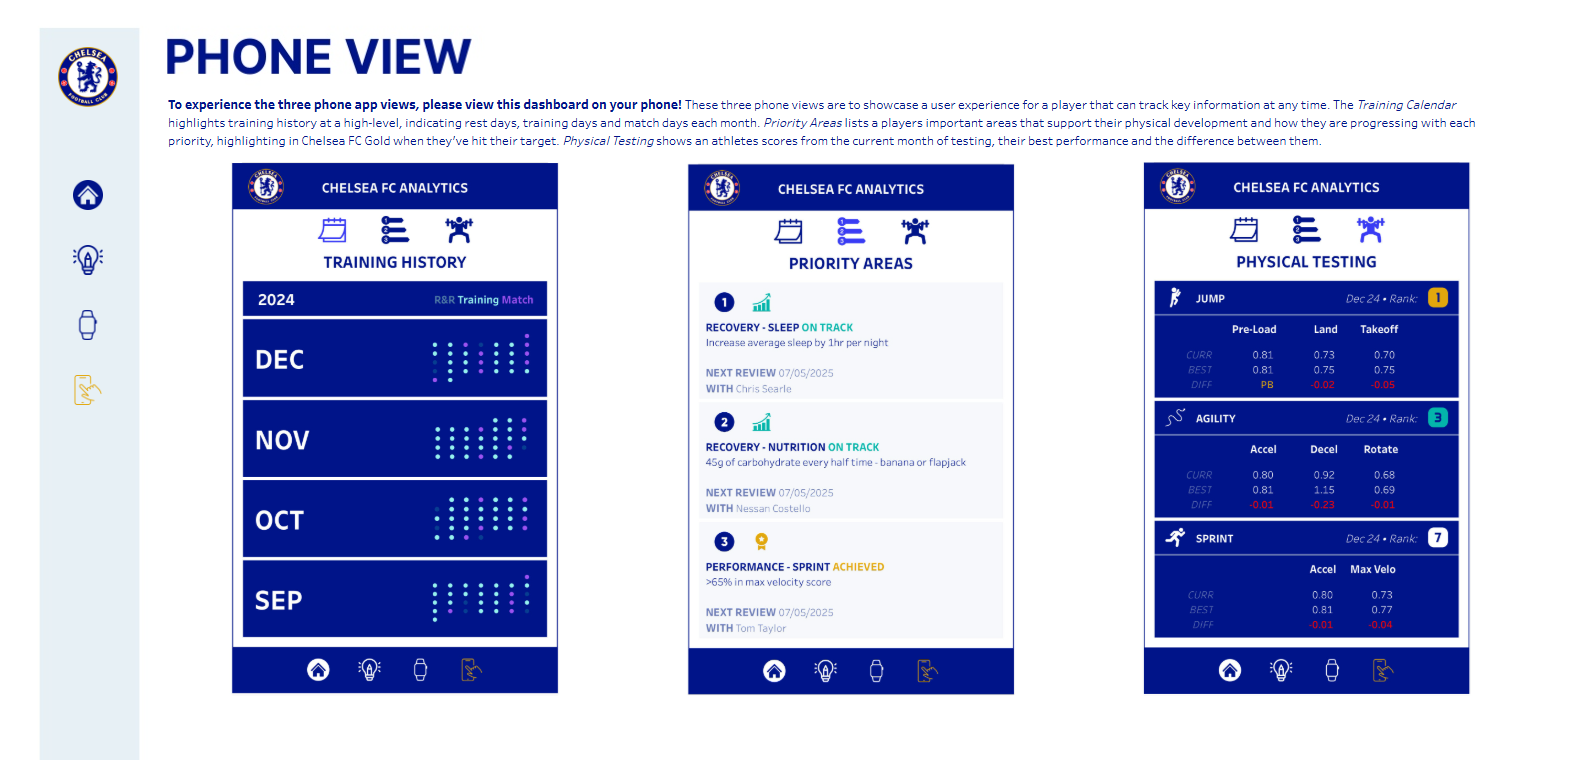 CHELSEA
FOOTBALL CLUB
PHONE VIEW
To experience the three phone app views, please view this dashboard on your phone! These three phone views are to showcase a user experience for a player that can track key information at any time. The Training Calendar
highlights training history at a high-level, indicating rest days, training days and match days each month. Priority Areas lists a players important areas that support their physical development and how they are progressing with each
priority, highlighting in Chelsea FC Gold when they've hit their target. Physical Testing shows an athletes scores from the current month of testing, their best performance and the difference between them.
CHELSEA FC ANALYTICS
1
2
3
TRAINING HISTORY
2024 R&R Training Match
DEC
NOV
OCT
SEP
CHELSEA FC ANALYTICS
1
2
3
PRIORITY AREAS
1
RECOVERY - SLEEP ON TRACK
Increase average sleep by 1hr per night
NEXT REVIEW 07/05/2025
WITH Chris Searle
2
RECOVERY - NUTRITION ON TRACK
45g of carbohydrate every half time - banana or flapjack
NEXT REVIEW 07/05/2025
WITH Nessan Costello
3
PERFORMANCE - SPRINT ACHIEVED
>65% in max velocity score
NEXT REVIEW 07/05/2025
WITH Tom Taylor
CHELSEA FC ANALYTICS
1
2
3
PHYSICAL TESTING
JUMP Dec 24 • Rank: 1
Pre-Load Land Takeoff
CURR 0.81 0.73 0.70
BEST 0.81 0.75 0.75
DIFF PB -0.02 -0.05
AGILITY Dec 24 • Rank: 3
Accel Decel Rotate
CURR 0.80 0.92 0.68
BEST 0.81 1.15 0.69
DIFF -0.01 -0.23 -0.01
SPRINT Dec 24 • Rank: 7
Accel Max Velo
CURR 0.80 0.73
BEST 0.81 0.77
DIFF -0.01 -0.04